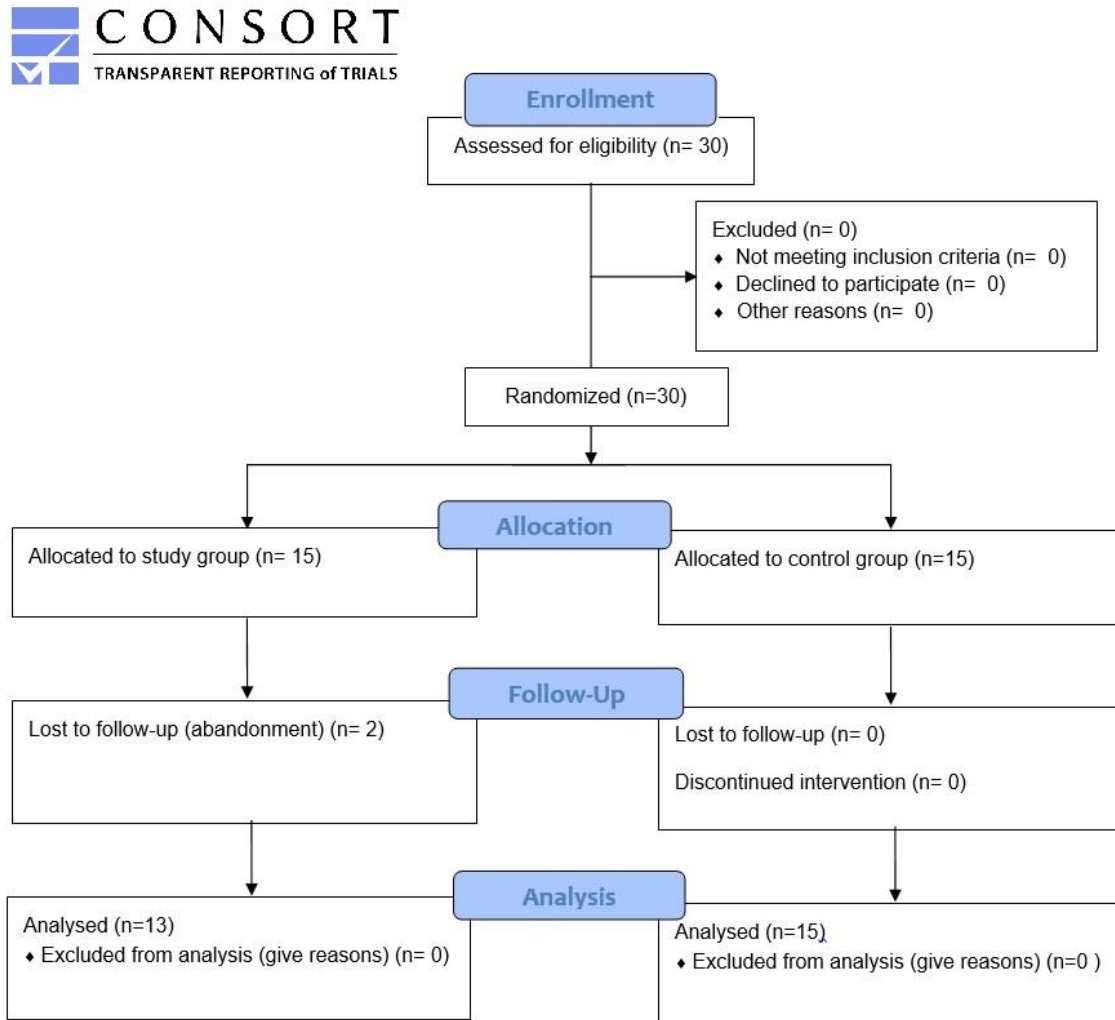 CONSORT
TRANSPARENT REPORTING of TRIALS
Enrollment
Assessed for eligibility (n= 30)
Excluded (n= 0)
♦ Not meeting inclusion criteria (n=  0)
♦ Declined to participate (n=  0)
♦ Other reasons (n=  0)
Randomized (n=30)
Allocation
Allocated to study group (n= 15)
Allocated to control group (n=15)
Follow-Up
Lost to follow-up (abandonment) (n= 2)
Lost to follow-up (n= 0)
Discontinued intervention (n= 0)
Analysis
Analysed (n=13)
♦ Excluded from analysis (give reasons) (n= 0)
Analysed (n=15)
♦ Excluded from analysis (give reasons) (n=0 )